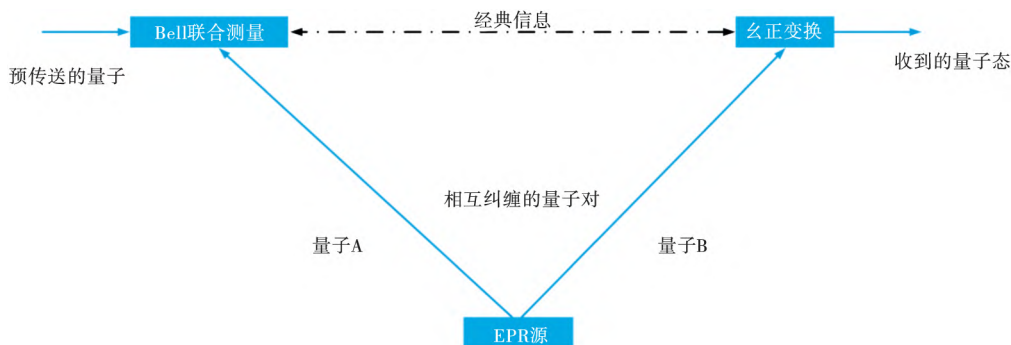 经典信息
Bell联合测量
幺正变换
预传送的量子
收到的量子态
相互纠缠的量子对
量子A
量子B
EPR源